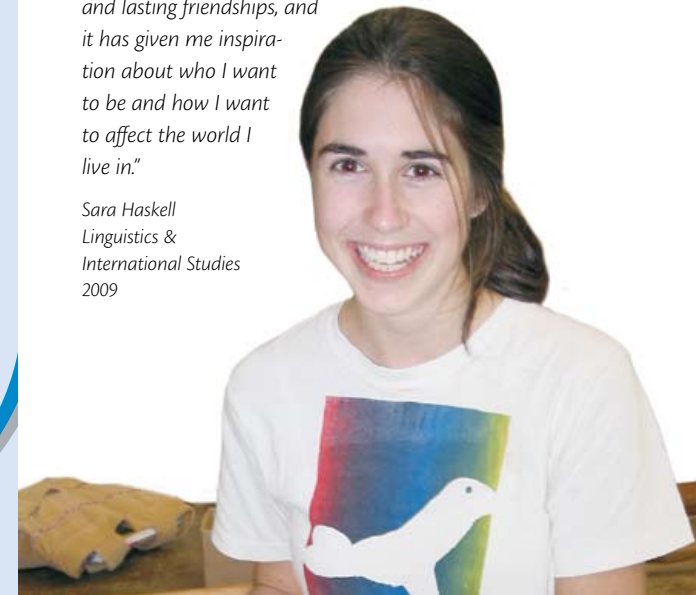 and lasting friendships, and
it has given me inspira-
tion about who I want
to be and how I want
to affect the world I
live in."
Sara Haskell
Linguistics &
International Studies
2009